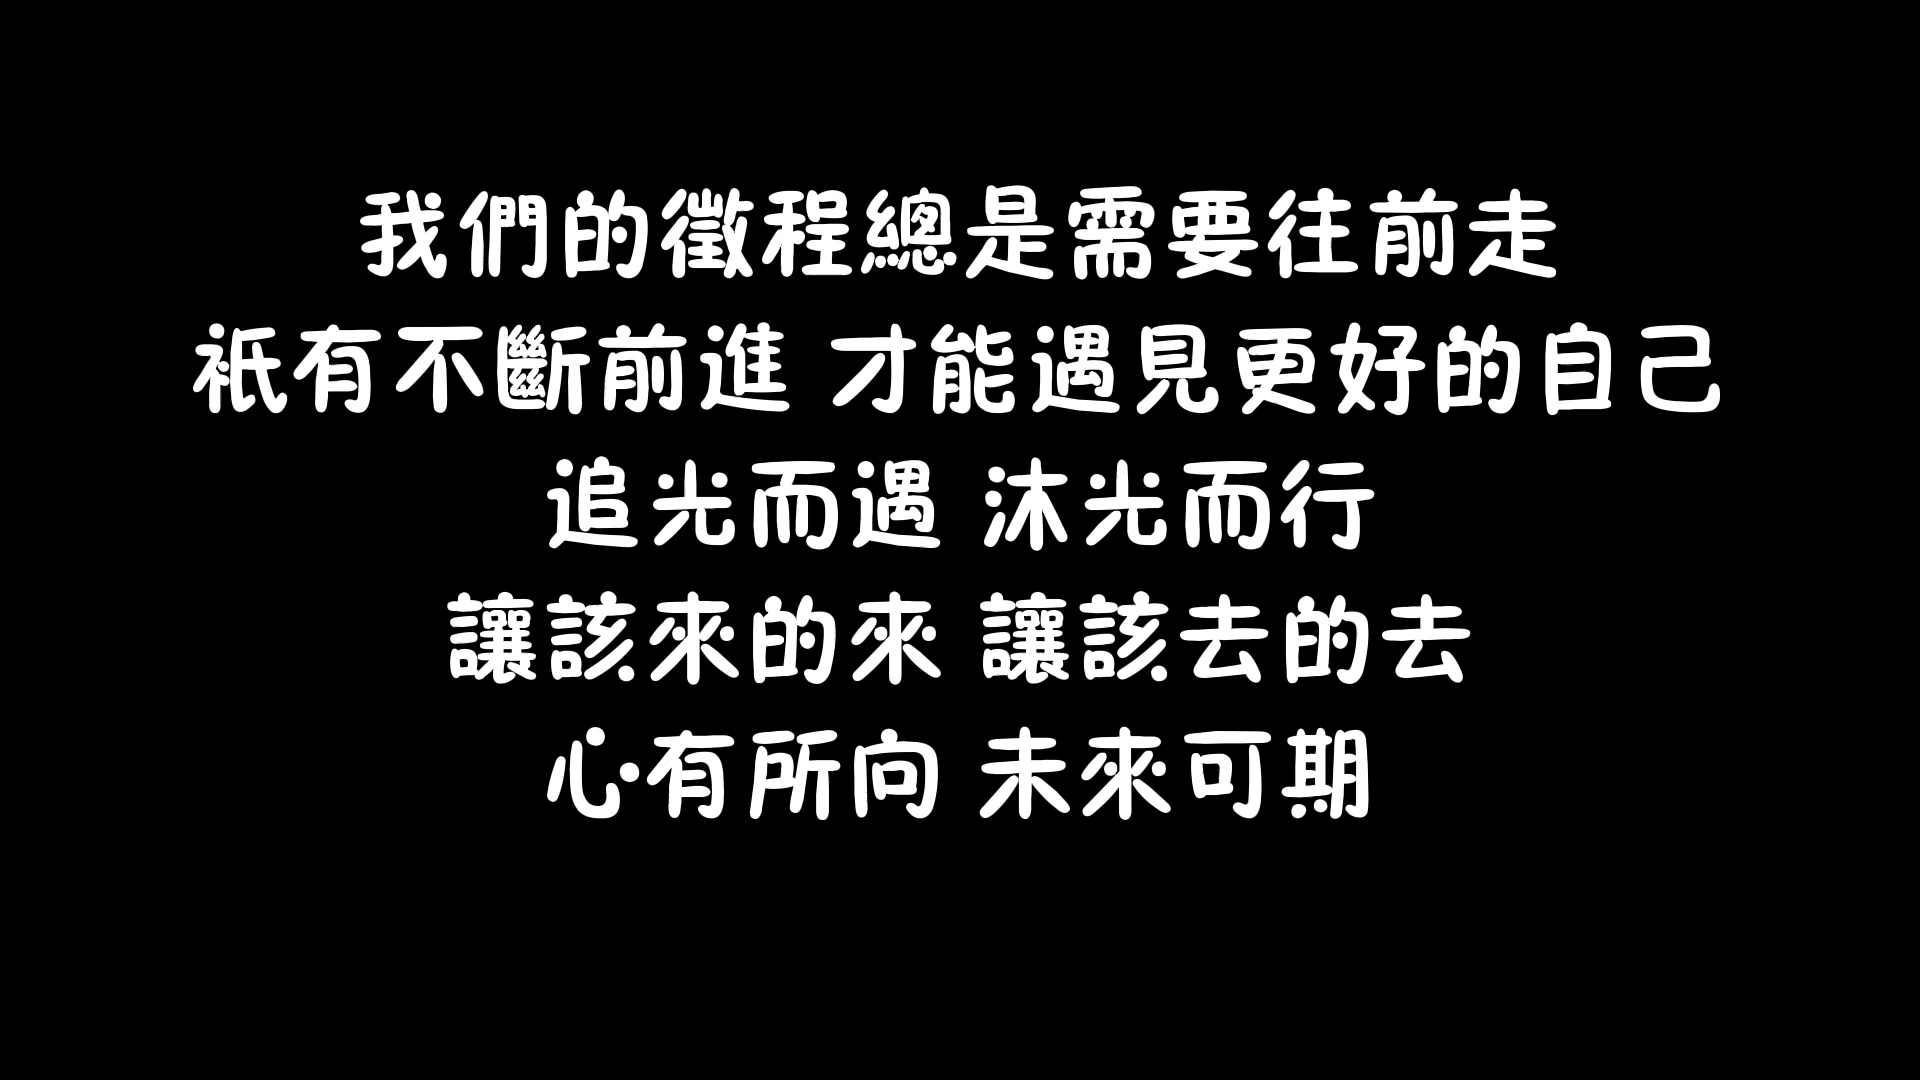 我們的徵程總是需要往前走
祇有不斷前進 才能遇見更好的自己
追光而遇 沐光而行
讓該來的來 讓該去的去
心有所向 未來可期